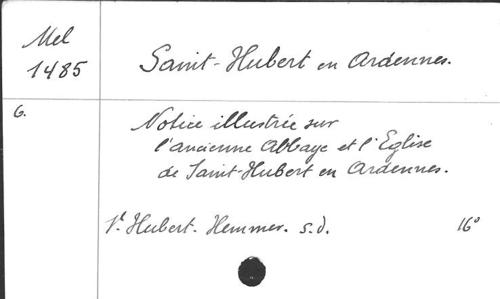 Mel
1485
Saint-Hubert en Ardennes.
6.
Notice illustrée sur
l'ancienne Abbaye et l'Eglise
de Saint-Hubert en Ardennes.
St. Hubert. Hemmer. s.d. 16°